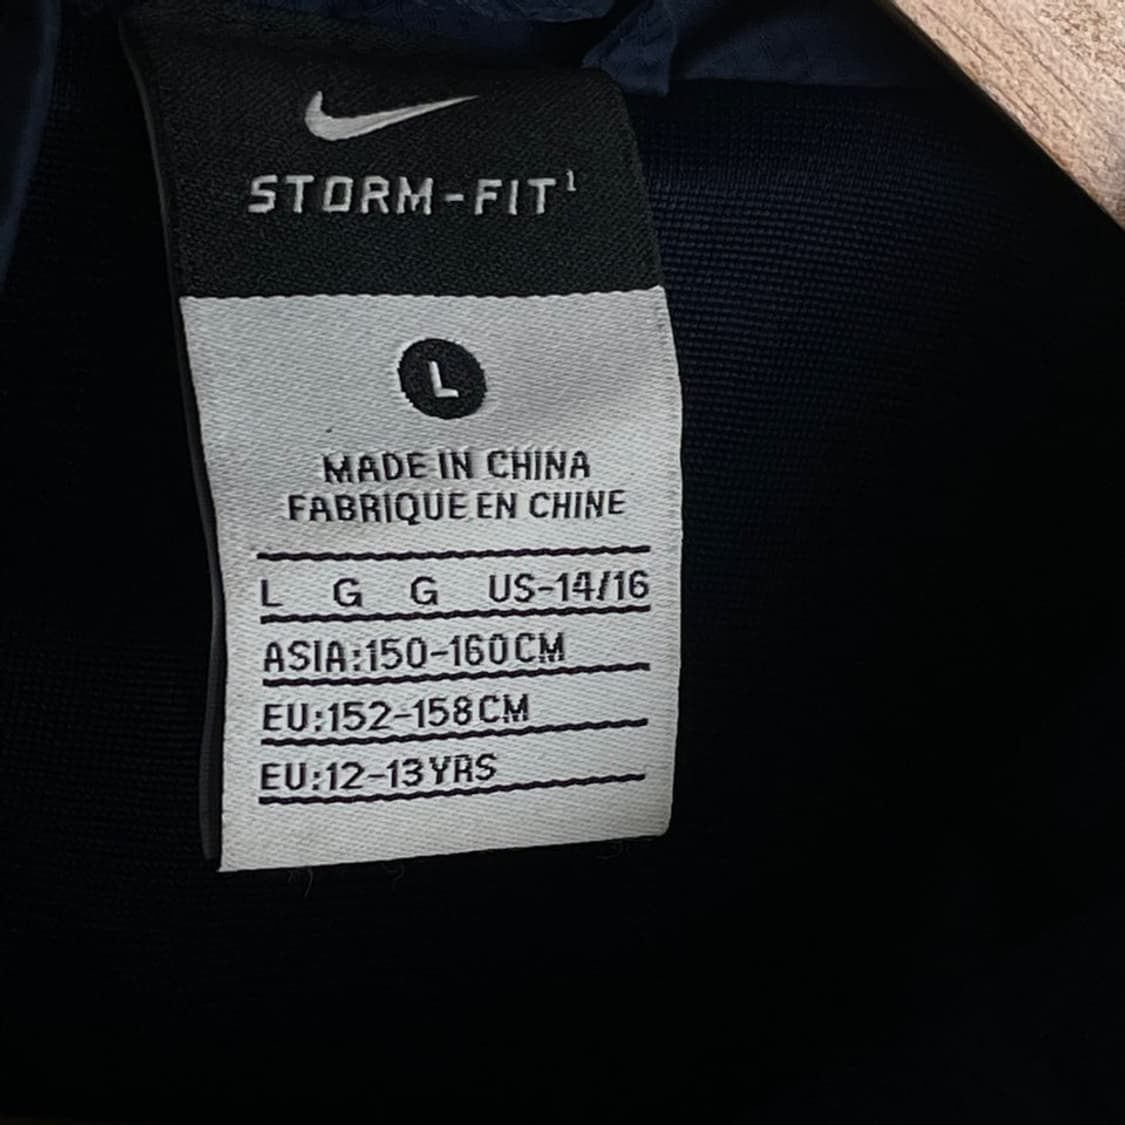 STORM-FIT¹
L
MADE IN CHINA
FABRIQUE EN CHINE
L G G US-14/16
ASIA:150-160CM
EU:152-158CM
EU:12-13YRS